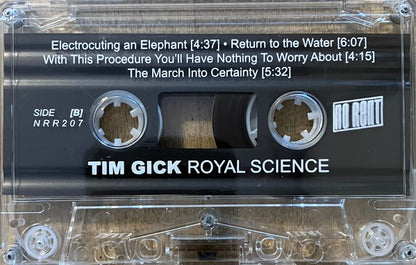 Electrocuting an Elephant [4:37] • Return to the Water [6:07]
With This Procedure You'll Have Nothing To Worry About [4:15]
The March Into Certainty [5:32]
SIDE [B]
NRR207
NO RENT
TIM GICK ROYAL SCIENCE